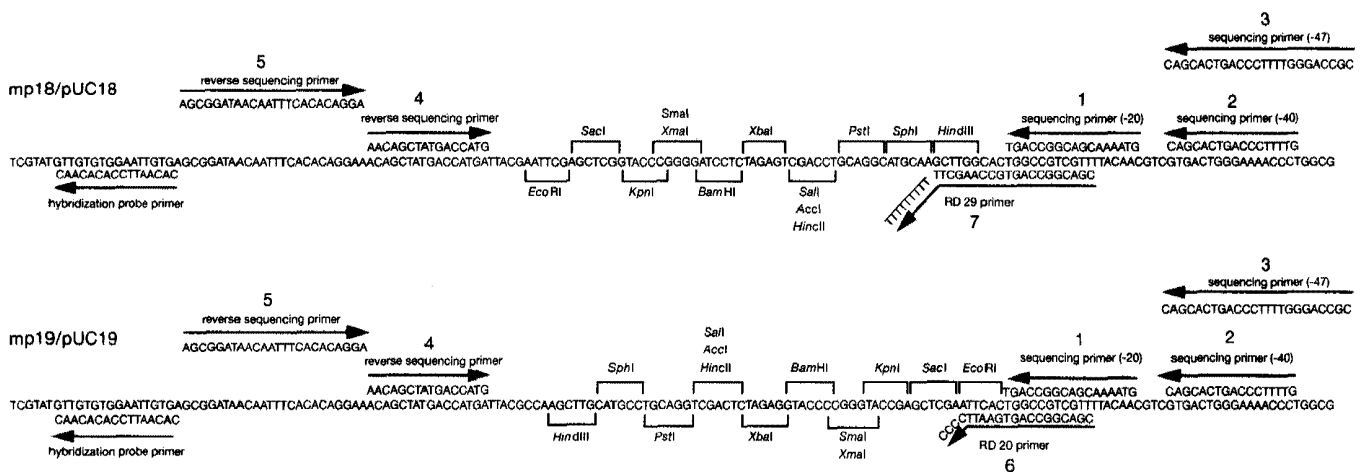 3
sequencing primer (-47)
CAGCACTGACCCTTTTGGGACCGC
5
reverse sequencing primer
mp18/pUC18
AGCGGATAACAATTTCACACAGGA
4
reverse sequencing primer
AACAGCTATGACCATG
SacI
SmaI
XmaI
XbaI
PstI
SphI
HindIII
1
sequencing primer (-20)
TGACCGGCAGCAAAATG
2
sequencing primer (-40)
CAGCACTGACCCTTTTG
TCGTATGTTGTGTGGAATTGTGAGCGGATAACAATTTCACACAGGAAACAGCTATGACCATGATTACGAATTCGAGCTCGGTACCCGGGGATCCTCTAGAGTCGACCTGCAGGCATGCAAGCTTGGCACTGGCCGTCGTTTTACAACGTCGTGACTGGGAAAACCCTGGCG
CAACACACCTTAACAC
hybridization probe primer
EcoRI
KpnI
BamHI
SalI
AccI
HincII
TTCGAACCGTGACCGGCAGC
TTTTTTTTT
RD 29 primer
7
3
sequencing primer (-47)
CAGCACTGACCCTTTTGGGACCGC
5
reverse sequencing primer
mp19/pUC19
AGCGGATAACAATTTCACACAGGA
4
reverse sequencing primer
AACAGCTATGACCATG
SphI
SalI
AccI
HincII
BamHI
KpnI
SacI
EcoRI
1
sequencing primer (-20)
TGACCGGCAGCAAAATG
2
sequencing primer (-40)
CAGCACTGACCCTTTTG
TCGTATGTTGTGTGGAATTGTGAGCGGATAACAATTTCACACAGGAAACAGCTATGACCATGATTACGCCAAGCTTGCATGCCTGCAGGTCGACTCTAGAGGTACCCCGGGTACCGAGCTCGAATTCACTGGCCGTCGTTTTACAACGTCGTGACTGGGAAAACCCTGGCG
CAACACACCTTAACAC
hybridization probe primer
HindIII
PstI
XbaI
SmaI
XmaI
CCCCTTAAGTGACCGGCAGC
RD 20 primer
6